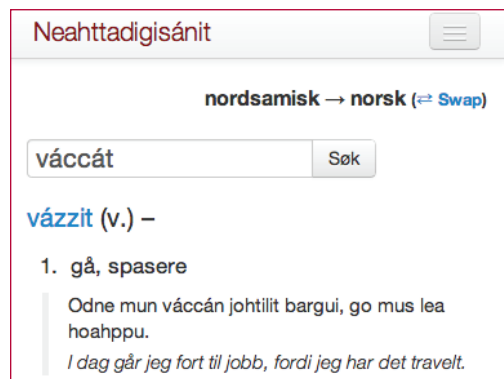 Neahttadigisánit
nordsamisk → norsk (⇄ Swap)
váccát Søk
vázzit (v.) –
1. gå, spasere
Odne mun váccán johtilit bargui, go mus lea
hoahppu.
I dag går jeg fort til jobb, fordi jeg har det travelt.